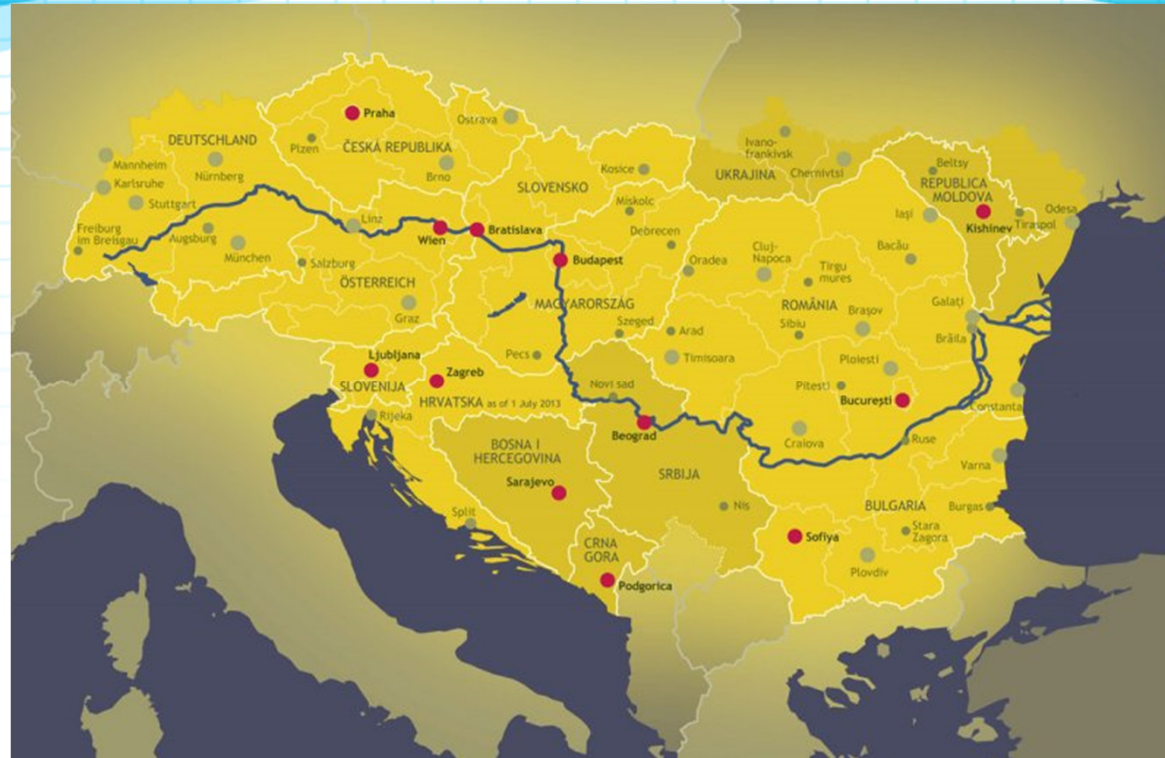 Praha
Ostrava
DEUTSCHLAND
Plzen
ČESKÁ REPUBLIKA
Mannheim
Nürnberg
Brno
Karlsruhe
Stuttgart
Ivano-
frankivsk
Chernivtsi
UKRAJINA
Kosice
SLOVENSKO
Beltsy
REPUBLICA
MOLDOVA
Kishinev
Tiraspol
Odesa
Iaşi
Freiburg
im Breisgau
Augsburg
München
Linz
Wien
Bratislava
Miskolc
Debrecen
Budapest
Salzburg
ÖSTERREICH
Graz
MAGYARORSZÁG
Oradea
Cluj-
Napoca
Tirgu
mures
Bacău
ROMÂNIA
Braşov
Galaţi
Brăila
Sibiu
Szeged
Arad
Timisoara
Pecs
Ploiesti
Pitesti
Bucureşti
Constanta
Ljubljana
SLOVENIJA
Zagreb
HRVATSKA as of 1 July 2013
Rijeka
Novi sad
Beograd
Craiova
Ruse
BOSNA I
HERCEGOVINA
Sarajevo
SRBIJA
Nis
Varna
BULGARIA
Burgas
Split
CRNA
GORA
Podgorica
Sofiya
Stara
Zagora
Plovdiv